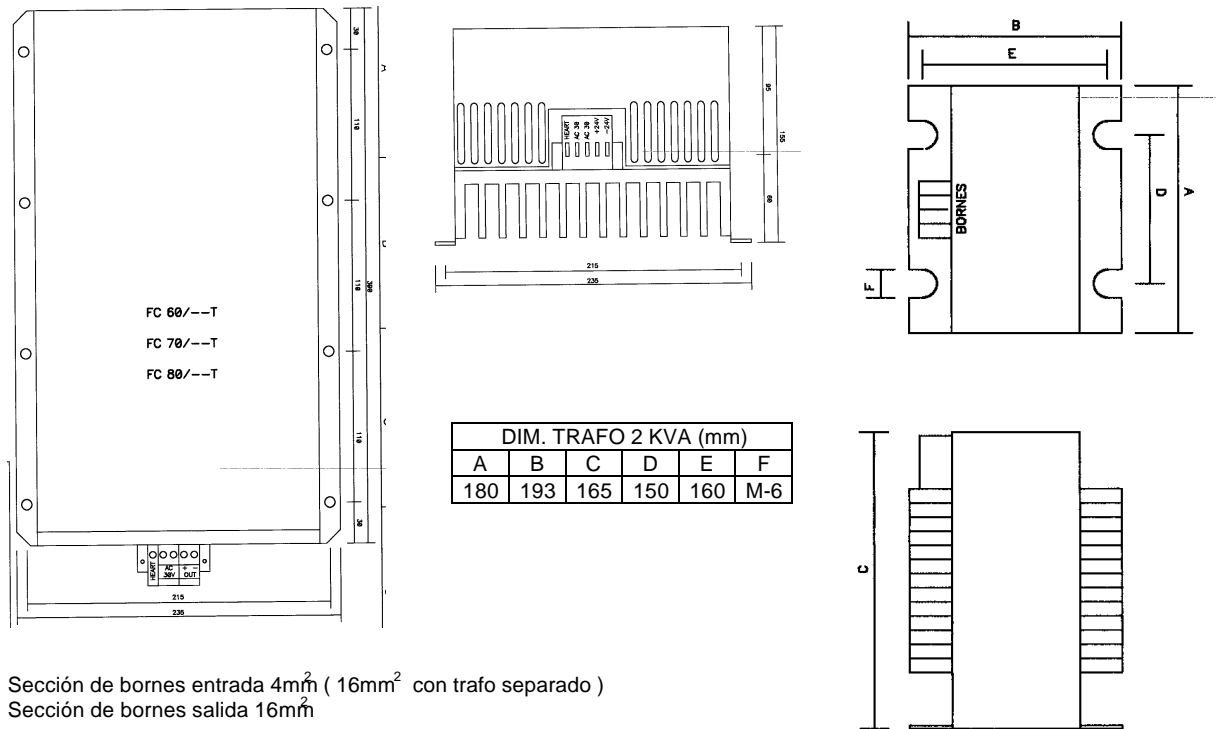 30
110
110
300
110
30
FC 60/--T
FC 70/--T
FC 80/--T
HEART
AC 30V
+ -
OUT
215
235
HEART
AC 30
AC 30
+24V
-24V
95
155
60
215
235
B
E
A
D
F
BORNES
DIM. TRAFO 2 KVA (mm)
A B C D E F
180 193 165 150 160 M-6
C
Sección de bornes entrada 4mm² ( 16mm² con trafo separado )
Sección de bornes salida 16mm²